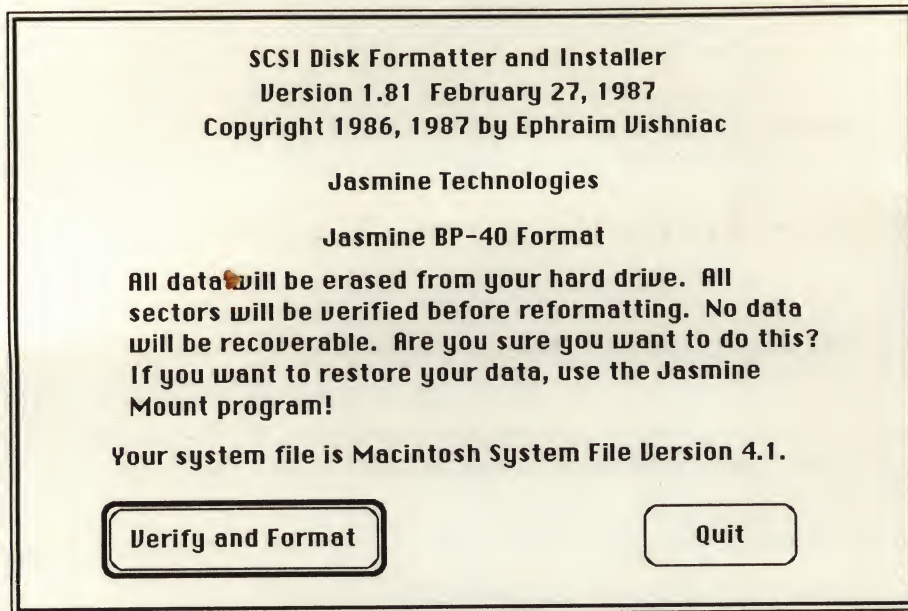 SCSI Disk Formatter and Installer
Version 1.81 February 27, 1987
Copyright 1986, 1987 by Ephraim Vishniac
Jasmine Technologies
Jasmine BP-40 Format
All data will be erased from your hard drive. All
sectors will be verified before reformatting. No data
will be recoverable. Are you sure you want to do this?
If you want to restore your data, use the Jasmine
Mount program!
Your system file is Macintosh System File Version 4.1.
Verify and Format
Quit